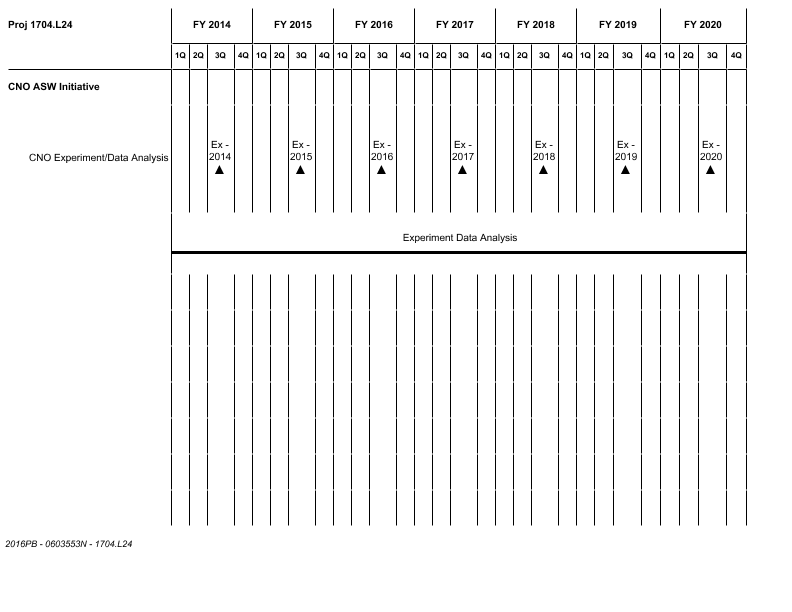 Proj 1704.L24 FY 2014 FY 2015 FY 2016 FY 2017 FY 2018 FY 2019 FY 2020
1Q 2Q 3Q 4Q 1Q 2Q 3Q 4Q 1Q 2Q 3Q 4Q 1Q 2Q 3Q 4Q 1Q 2Q 3Q 4Q 1Q 2Q 3Q 4Q 1Q 2Q 3Q 4Q
CNO ASW Initiative
Ex - Ex - Ex - Ex - Ex - Ex - Ex -
CNO Experiment/Data Analysis 2014 2015 2016 2017 2018 2019 2020
Experiment Data Analysis
2016PB - 0603553N - 1704.L24